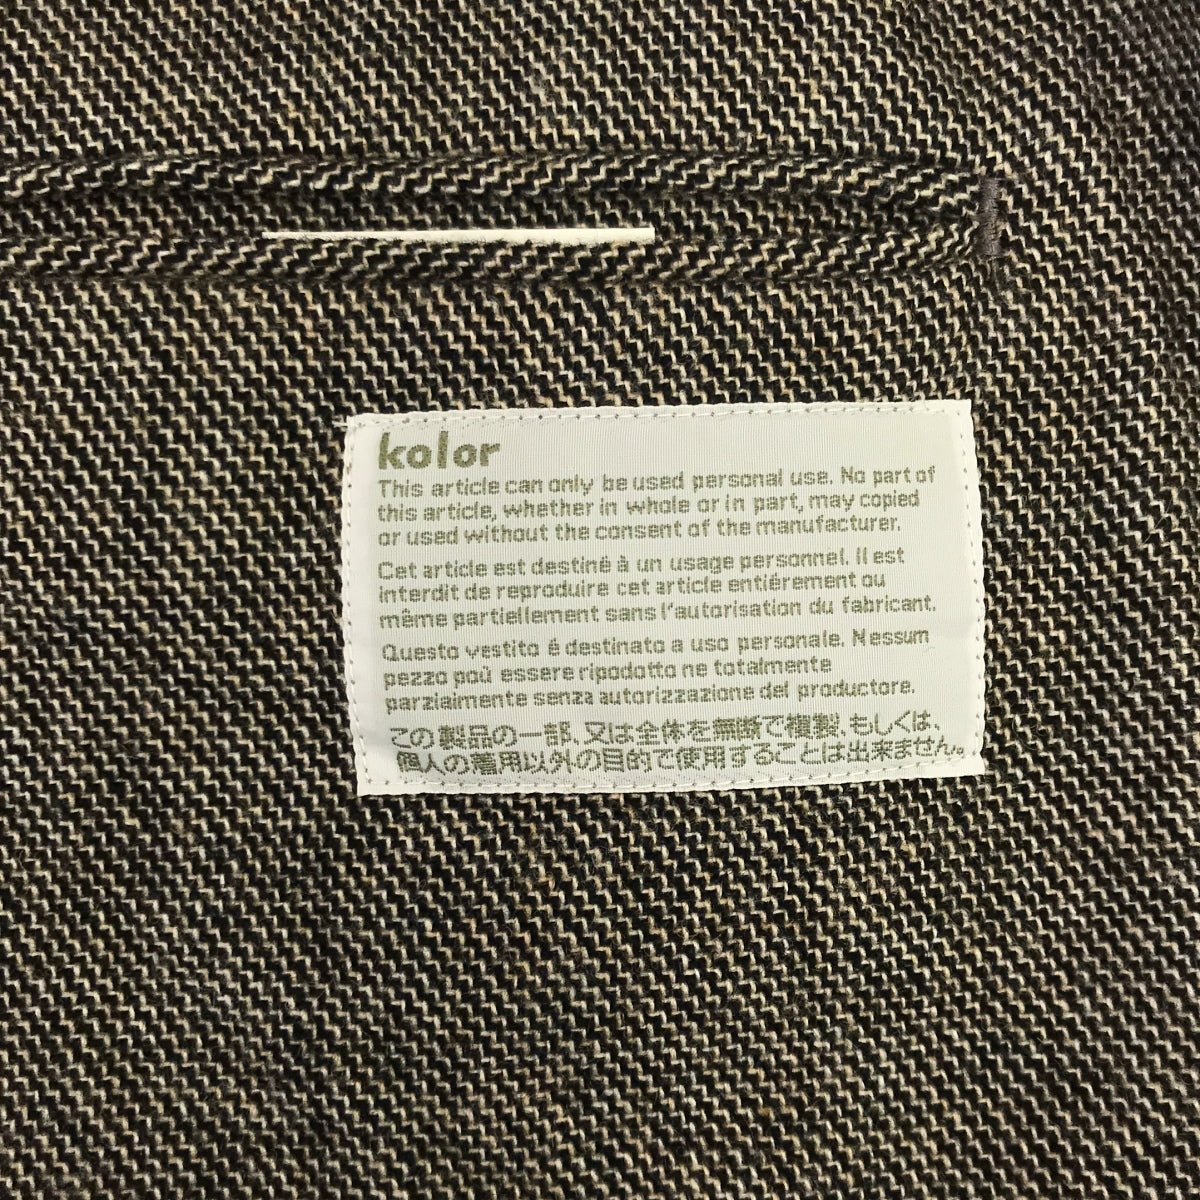 kolor
This article can only be used personal use. No part of
this article, whether in whole or in part, may copied
or used without the consent of the manufacturer.
Cet article est destiné à un usage personnel. Il est
interdit de reproduire cet article entiérement ou
même partiellement sans l'autorisation du fabricant.
Questo vestito é destinato a uso personale. Nessum
pezzo poù essere ripodotto ne totalmente
parzialmente senza autorizzazione del productore.
この製品の一部、又は全体を無断で複製、もしくは、
個人の着用以外の目的で使用することは出来ません。